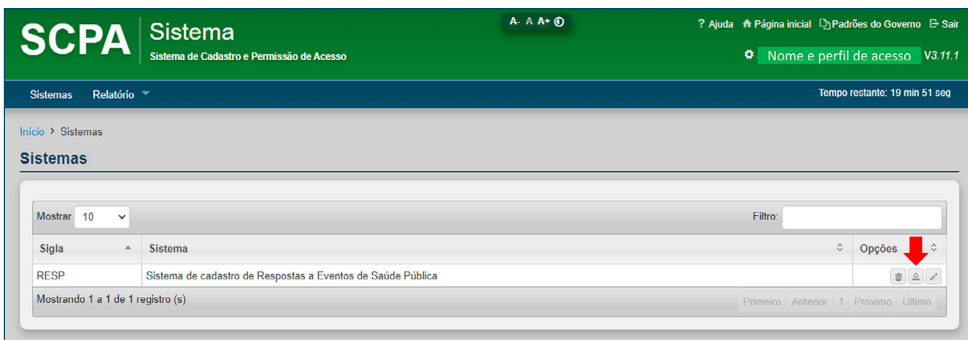 SCPA Sistema
Sistema de Cadastro e Permissão de Acesso
A- A A+
? Ajuda Página inicial Padrões do Governo Sair
Nome e perfil de acesso V3.11.1
Sistemas Relatório Tempo restante: 19 min 51 seg
Início > Sistemas
Sistemas
Mostrar 10 Filtro:
Sigla Sistema Opções
RESP Sistema de cadastro de Respostas a Eventos de Saúde Pública
Mostrando 1 a 1 de 1 registro (s) Primeiro Anterior 1 Próximo Último